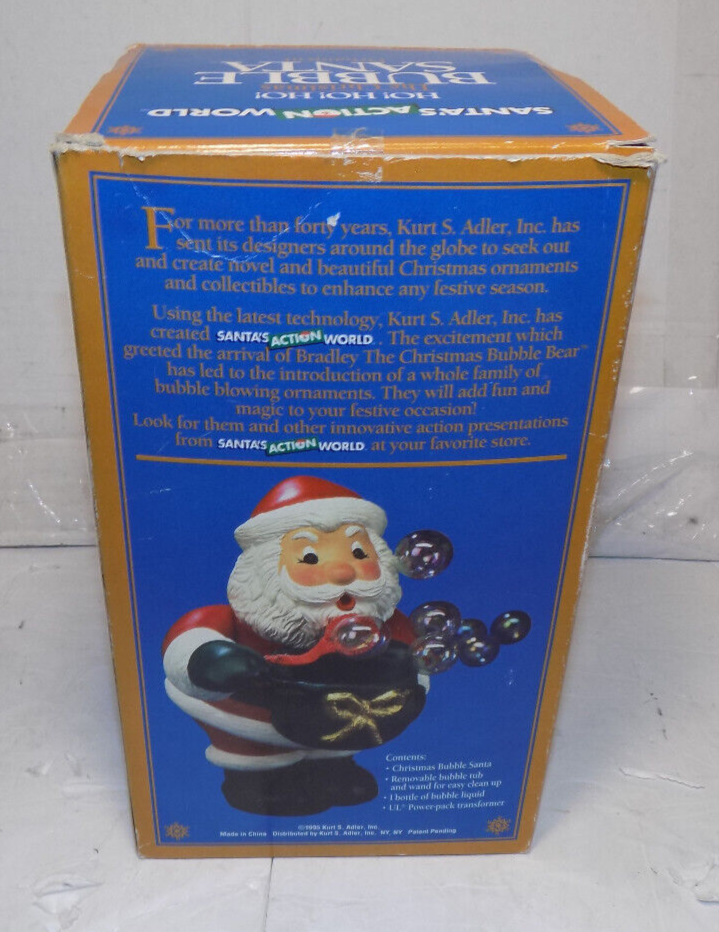 SANTA'S ACTION WORLD
HO! HO! HO!
The Christmas
BUBBLE
SANTA
For more than forty years, Kurt S. Adler, Inc. has
sent its designers around the globe to seek out
and create novel and beautiful Christmas ornaments
and collectibles to enhance any festive season.
Using the latest technology, Kurt S. Adler, Inc. has
created SANTA'S ACTION WORLD. The excitement which
greeted the arrival of Bradley The Christmas Bubble Bear™
has led to the introduction of a whole family of
bubble blowing ornaments. They will add fun and
magic to your festive occasion!
Look for them and other innovative action presentations
from SANTA'S ACTION WORLD at your favorite store.
Contents:
• Christmas Bubble Santa
• Removable bubble tub
and wand for easy clean up
• 1 bottle of bubble liquid
• UL® Power-pack transformer
©1995 Kurt S. Adler, Inc.
Made in China Distributed by Kurt S. Adler, Inc. NY, NY Patent Pending